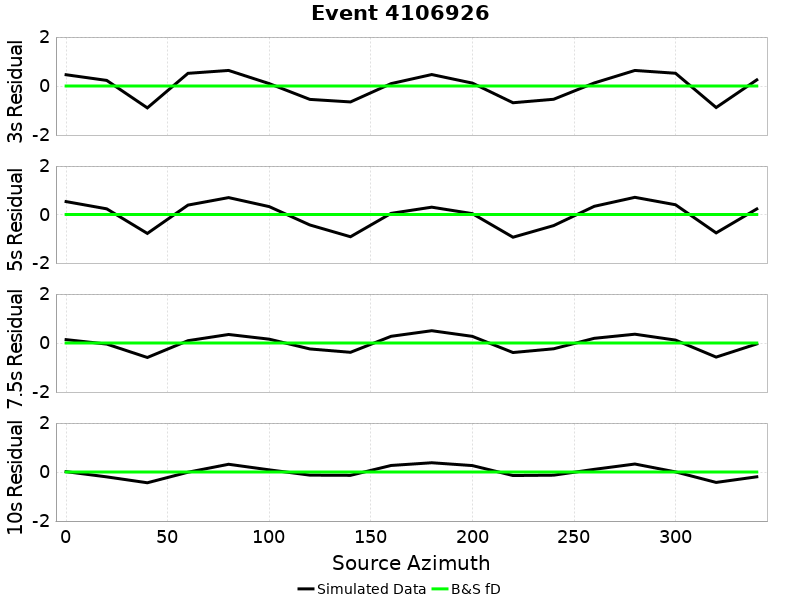 Event 4106926
3s Residual
2
0
-2
5s Residual
2
0
-2
7.5s Residual
2
0
-2
10s Residual
2
0
-2
0 50 100 150 200 250 300
Source Azimuth
Simulated Data B&S fD